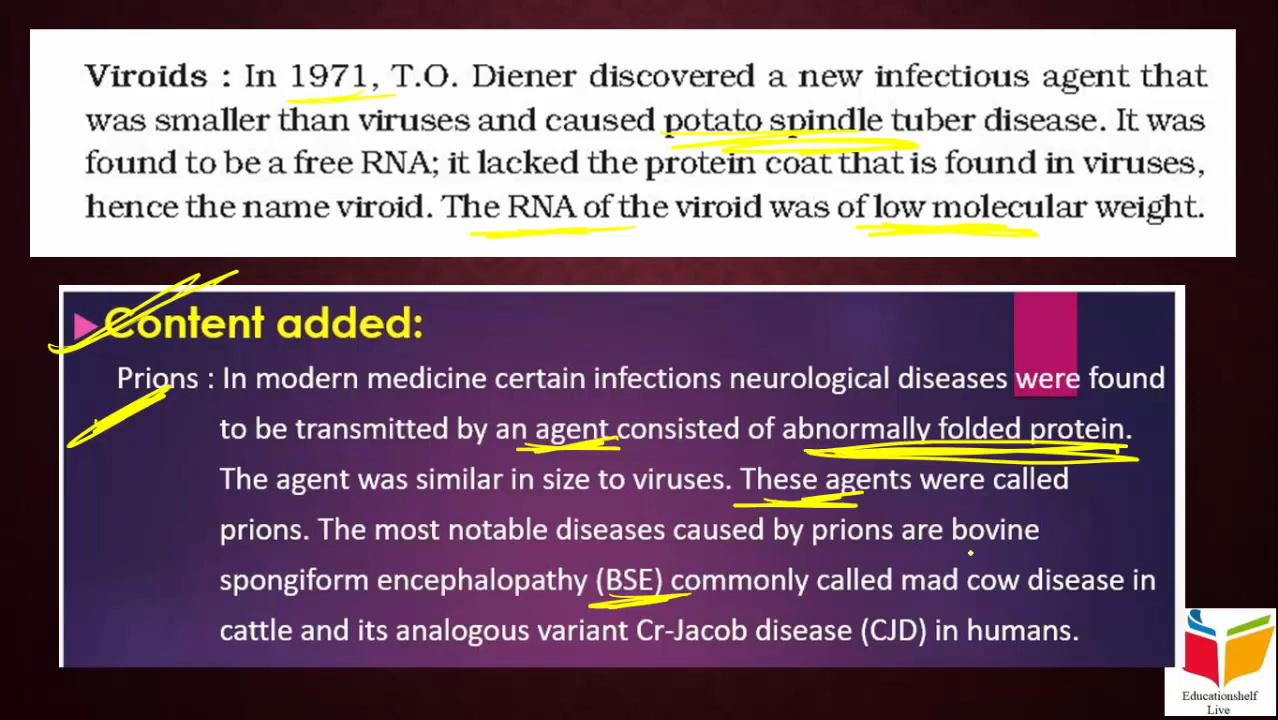 Viroids : In 1971, T.O. Diener discovered a new infectious agent that
was smaller than viruses and caused potato spindle tuber disease. It was
found to be a free RNA; it lacked the protein coat that is found in viruses,
hence the name viroid. The RNA of the viroid was of low molecular weight.
Content added:
Prions : In modern medicine certain infections neurological diseases were found
to be transmitted by an agent consisted of abnormally folded protein.
The agent was similar in size to viruses. These agents were called
prions. The most notable diseases caused by prions are bovine
spongiform encephalopathy (BSE) commonly called mad cow disease in
cattle and its analogous variant Cr-Jacob disease (CJD) in humans.
Educationshelf
Live